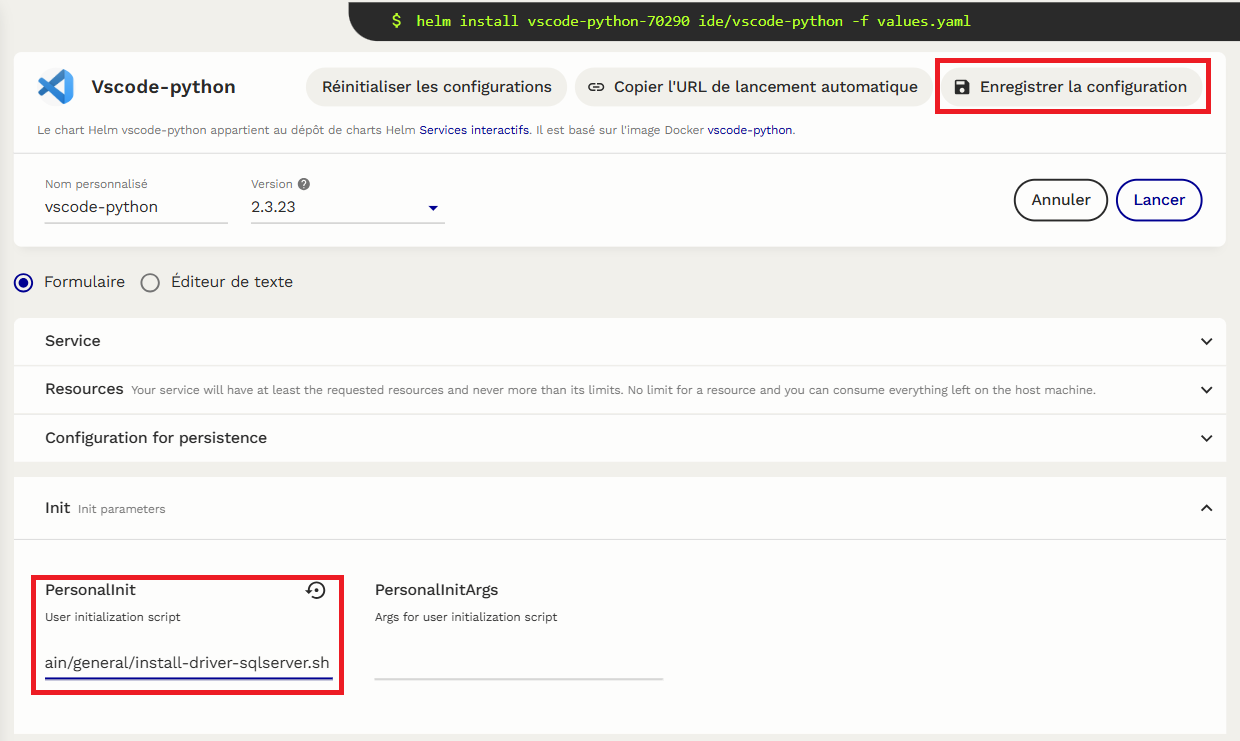 $ helm install vscode-python-70290 ide/vscode-python -f values.yaml
Vscode-python
Réinitialiser les configurations
Copier l'URL de lancement automatique
Enregistrer la configuration
Le chart Helm vscode-python appartient au dépôt de charts Helm Services interactifs. Il est basé sur l'image Docker vscode-python.
Nom personnalisé
vscode-python
Version ?
2.3.23
Annuler
Lancer
Formulaire
Éditeur de texte
Service
Resources Your service will have at least the requested resources and never more than its limits. No limit for a resource and you can consume everything left on the host machine.
Configuration for persistence
Init Init parameters
PersonalInit
User initialization script
ain/general/install-driver-sqlserver.sh
PersonalInitArgs
Args for user initialization script